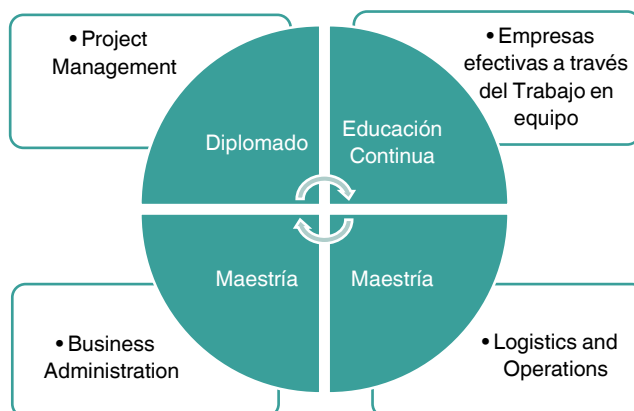 • Project
Management
• Empresas
efectivas a través
del Trabajo en
equipo
Diplomado
Educación
Continua
Maestría
Maestría
• Business
Administration
• Logistics and
Operations